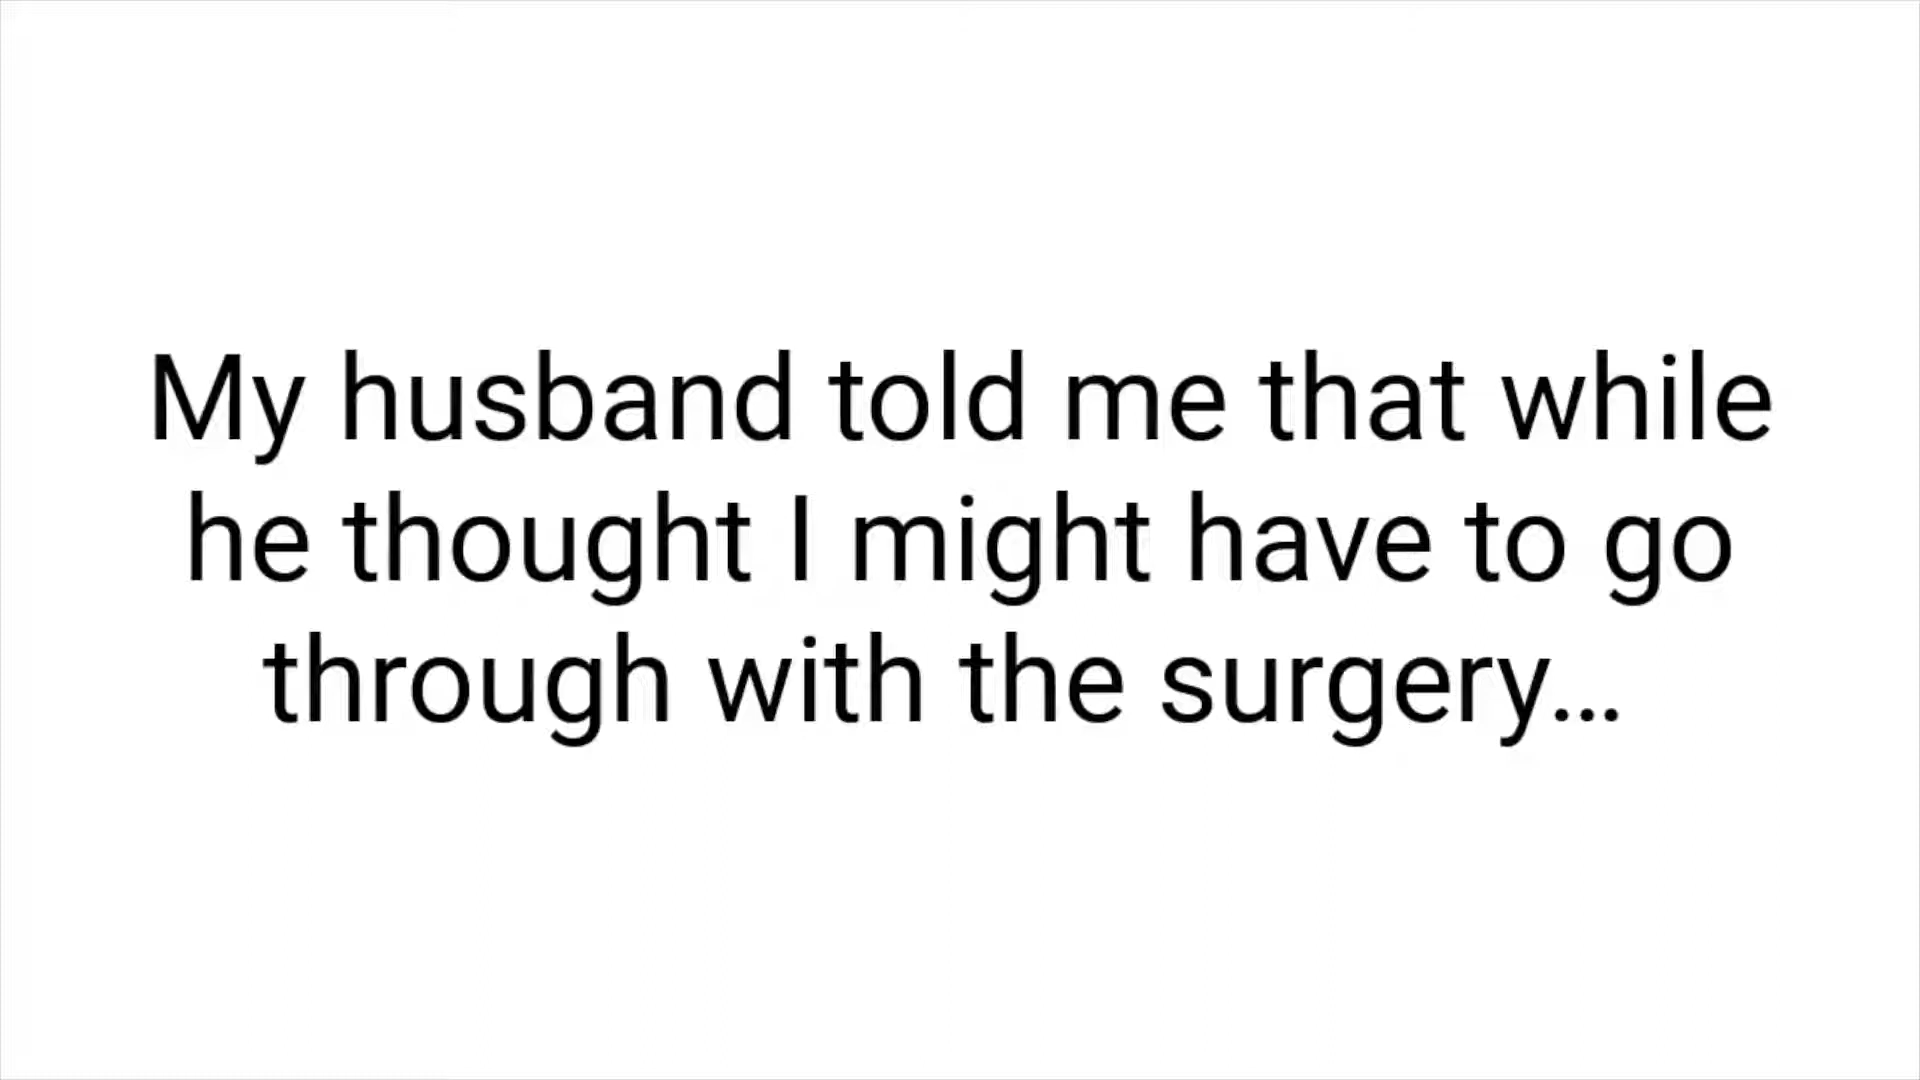 My husband told me that while
he thought I might have to go
through with the surgery...